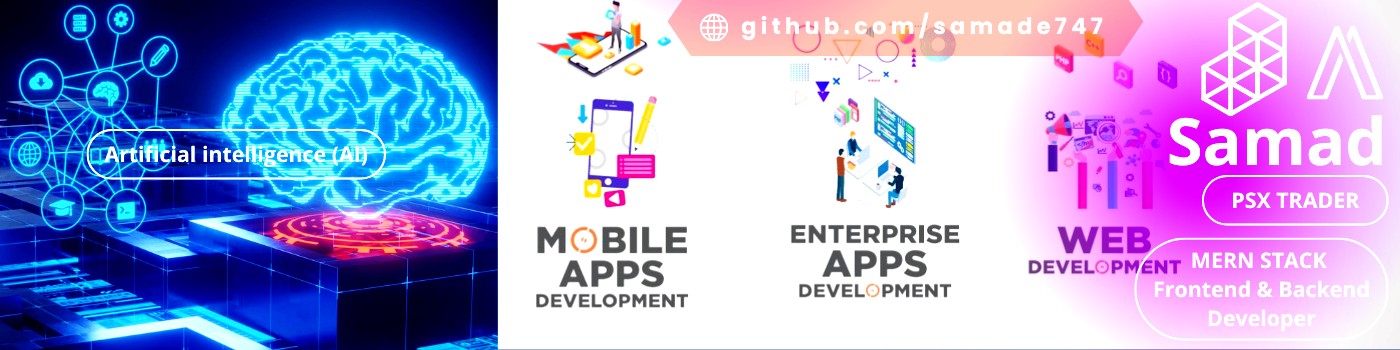 github.com/samade747
Artificial intelligence (AI)
MOBILE
APPS
DEVELOPMENT
ENTERPRISE
APPS
DEVELOPMENT
WEB
DEVELOPMENT
Samad
PSX TRADER
MERN STACK
Frontend & Backend
Developer